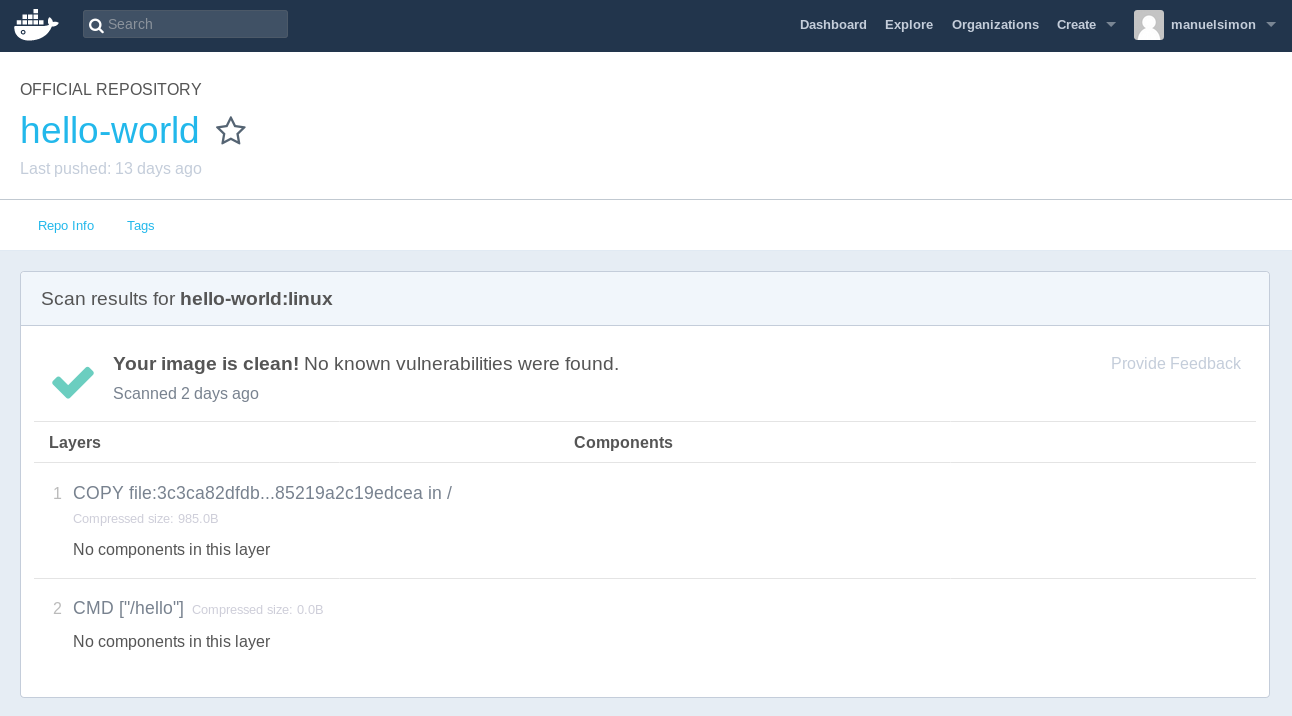 Search
Dashboard Explore Organizations Create manuelsimon
OFFICIAL REPOSITORY
hello-world
Last pushed: 13 days ago
Repo Info Tags
Scan results for hello-world:linux
Your image is clean! No known vulnerabilities were found.
Provide Feedback
Scanned 2 days ago
Layers Components
1 COPY file:3c3ca82dfdb...85219a2c19edcea in /
Compressed size: 985.0B
No components in this layer
2 CMD ["/hello"] Compressed size: 0.0B
No components in this layer